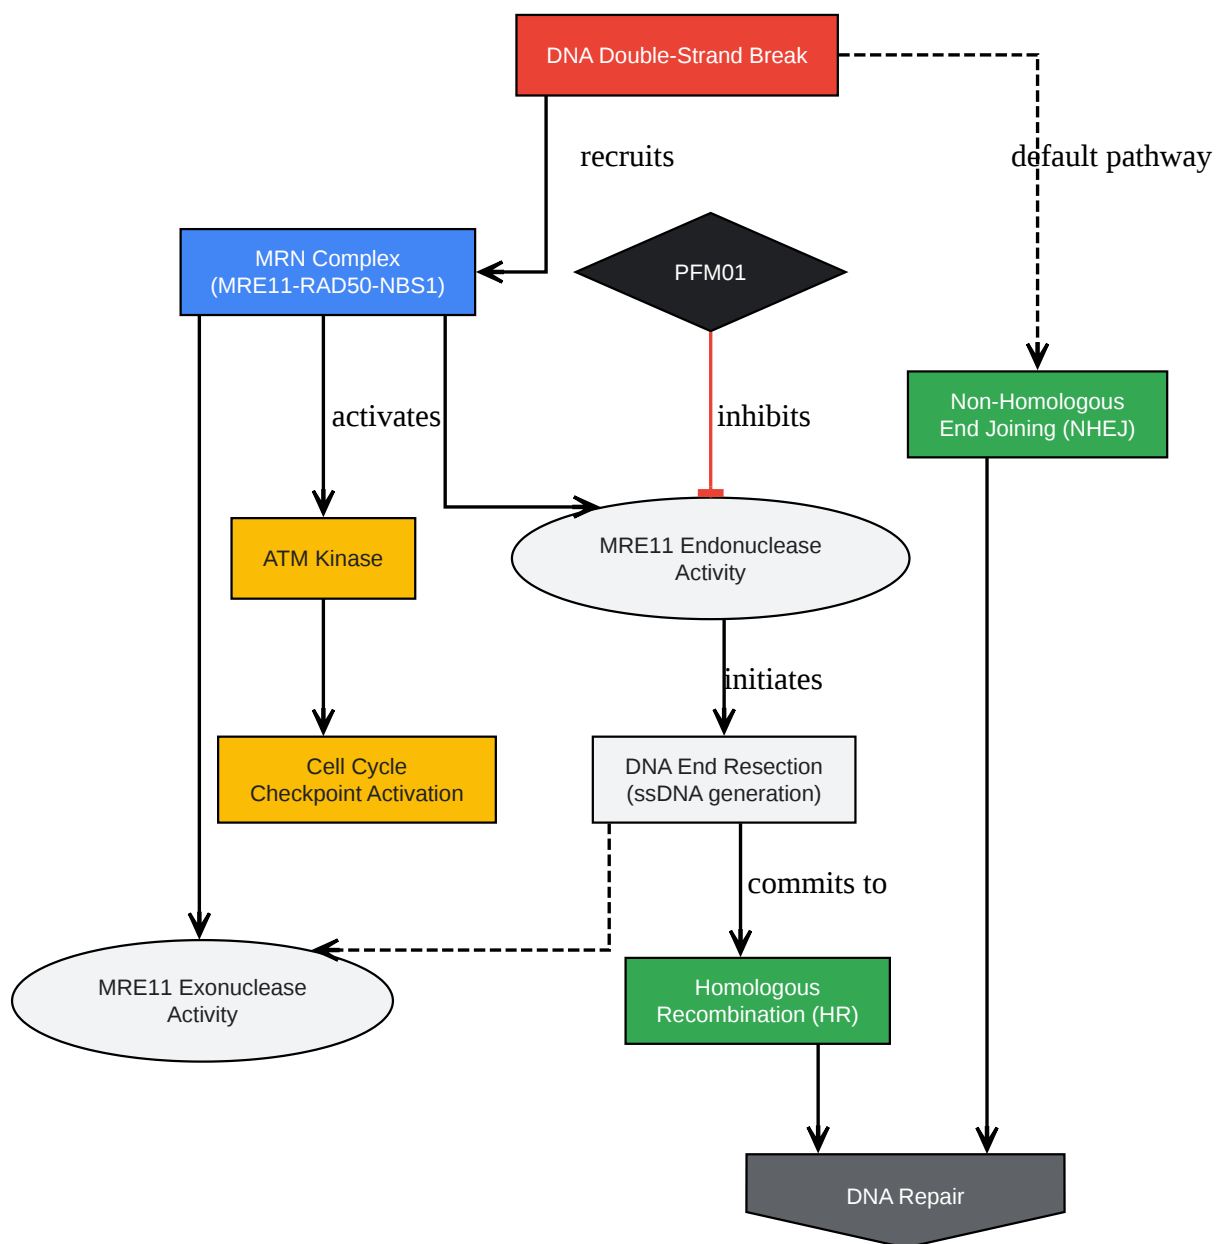 DNA Double-Strand Break
recruits
default pathway
MRN Complex
(MRE11-RAD50-NBS1)
PFM01
activates
inhibits
Non-Homologous
End Joining (NHEJ)
ATM Kinase
MRE11 Endonuclease
Activity
initiates
Cell Cycle
Checkpoint Activation
DNA End Resection
(ssDNA generation)
commits to
MRE11 Exonuclease
Activity
Homologous
Recombination (HR)
DNA Repair